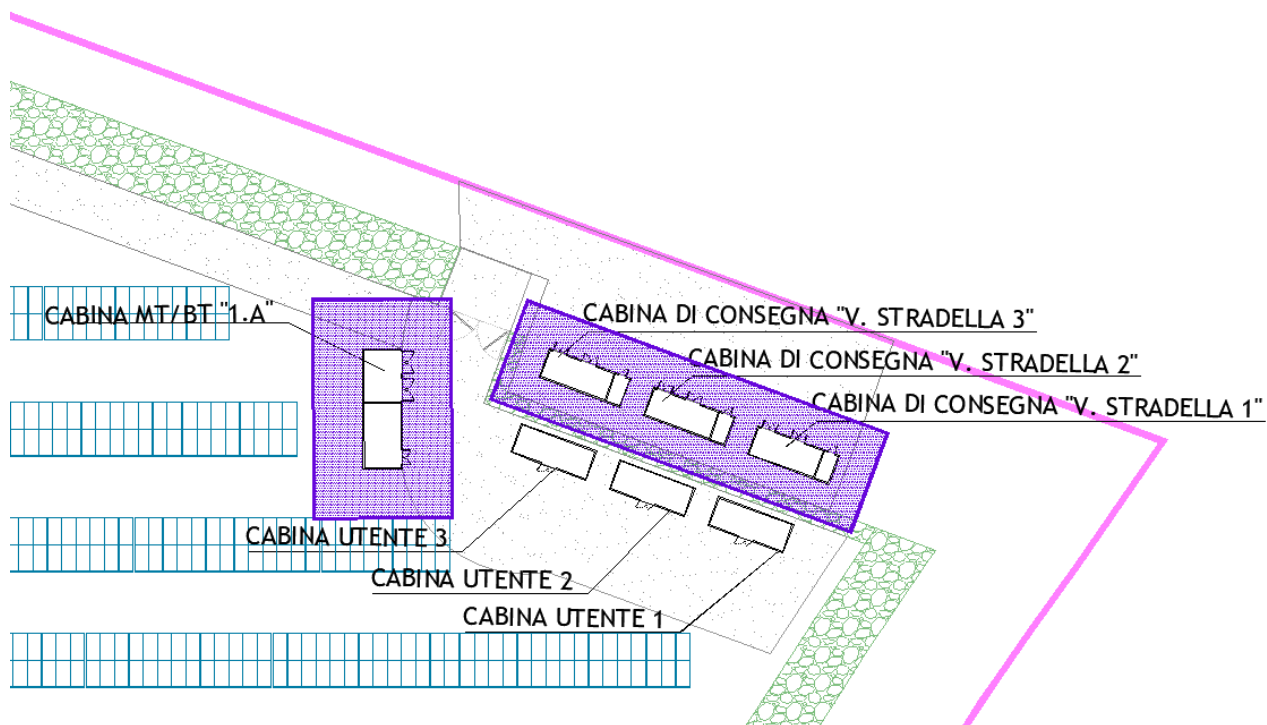 CABINA MT/BT "1.A"
CABINA DI CONSEGNA "V. STRADELLA 3"
CABINA DI CONSEGNA "V. STRADELLA 2"
CABINA DI CONSEGNA "V. STRADELLA 1"
CABINA UTENTE 3
CABINA UTENTE 2
CABINA UTENTE 1